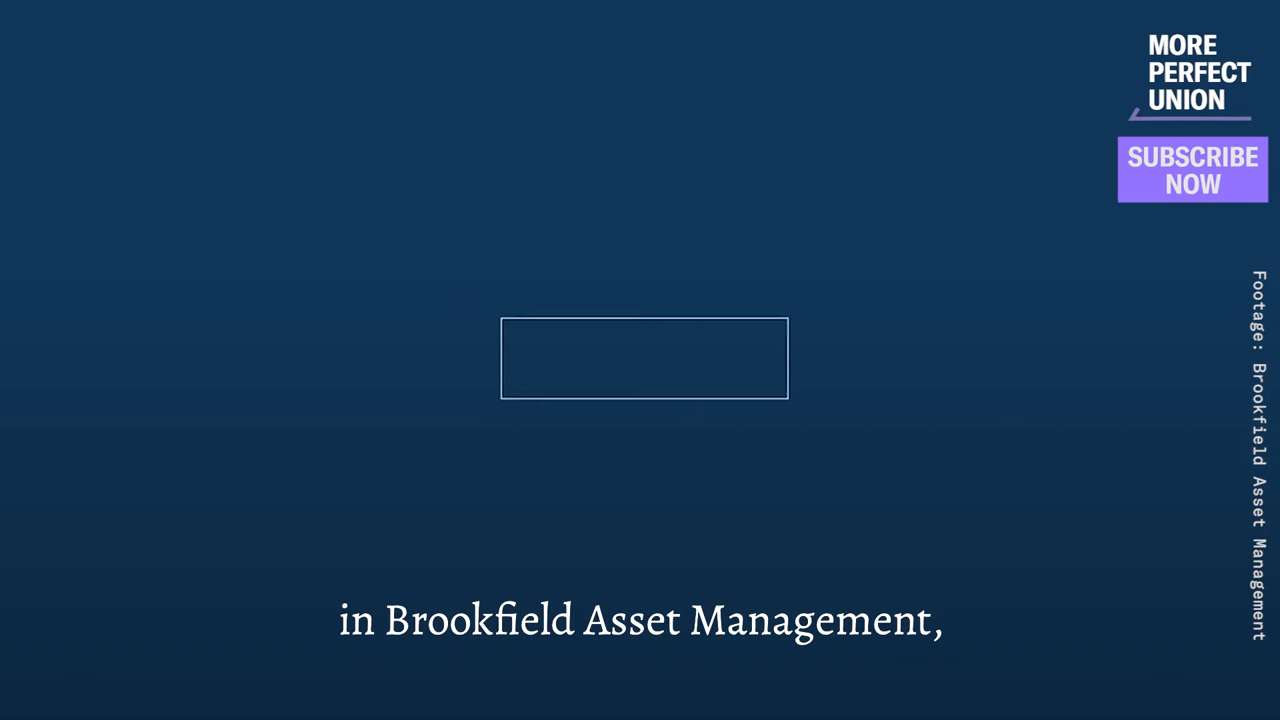 MORE
PERFECT
UNION
SUBSCRIBE
NOW
Footage: Brookfield Asset Management
in Brookfield Asset Management,